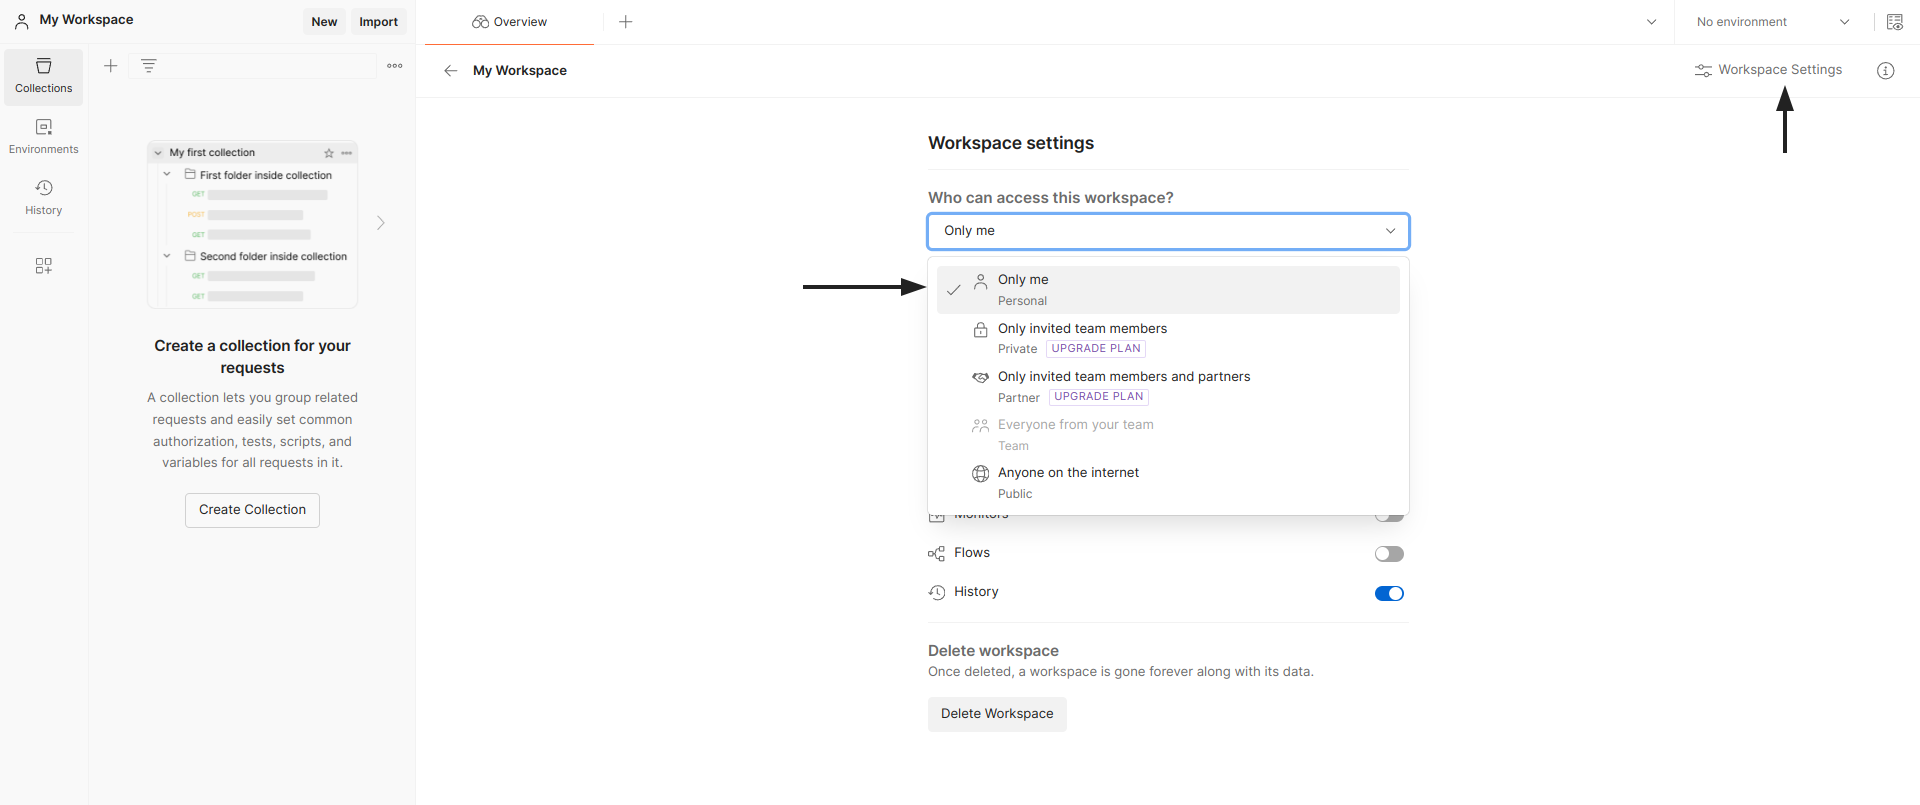 My Workspace
New
Import
Overview
No environment
Collections
Environments
History
My Workspace
Workspace Settings
My first collection
First folder inside collection
GET
POST
GET
Second folder inside collection
GET
GET
Create a collection for your
requests
A collection lets you group related
requests and easily set common
authorization, tests, scripts, and
variables for all requests in it.
Create Collection
Workspace settings
Who can access this workspace?
Only me
Only me
Personal
Only invited team members
Private UPGRADE PLAN
Only invited team members and partners
Partner UPGRADE PLAN
Everyone from your team
Team
Anyone on the internet
Public
Monitors
Flows
History
Delete workspace
Once deleted, a workspace is gone forever along with its data.
Delete Workspace